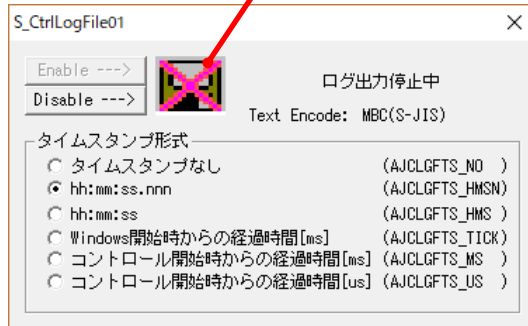 S_CtrlLogFile01
Enable --->
Disable --->
ログ出力停止中
Text Encode: MBC(S-JIS)
タイムスタンプ形式
タイムスタンプなし (AJCLGFTS_NO )
hh:mm:ss.nnn (AJCLGFTS_HMSN)
hh:mm:ss (AJCLGFTS_HMS )
Windows開始時からの経過時間[ms] (AJCLGFTS_TICK)
コントロール開始時からの経過時間[ms] (AJCLGFTS_MS )
コントロール開始時からの経過時間[us] (AJCLGFTS_US )